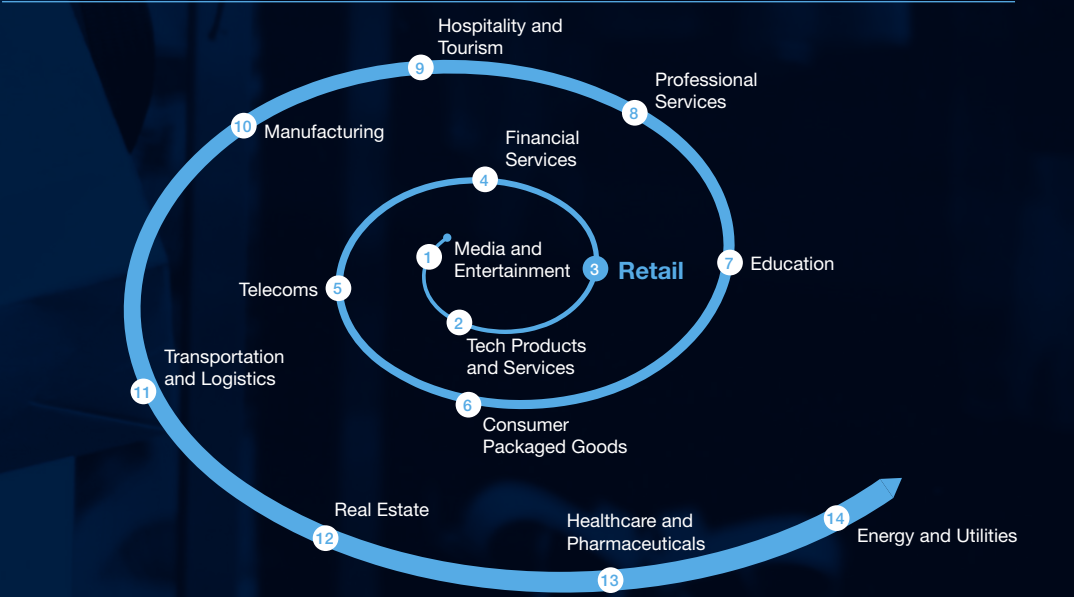 1
Media and
Entertainment
2
Tech Products
and Services
3
Retail
4
Financial
Services
5
Telecoms
6
Consumer
Packaged Goods
7
Education
8
Professional
Services
9
Hospitality and
Tourism
10
Manufacturing
11
Transportation
and Logistics
12
Real Estate
13
Healthcare and
Pharmaceuticals
14
Energy and Utilities